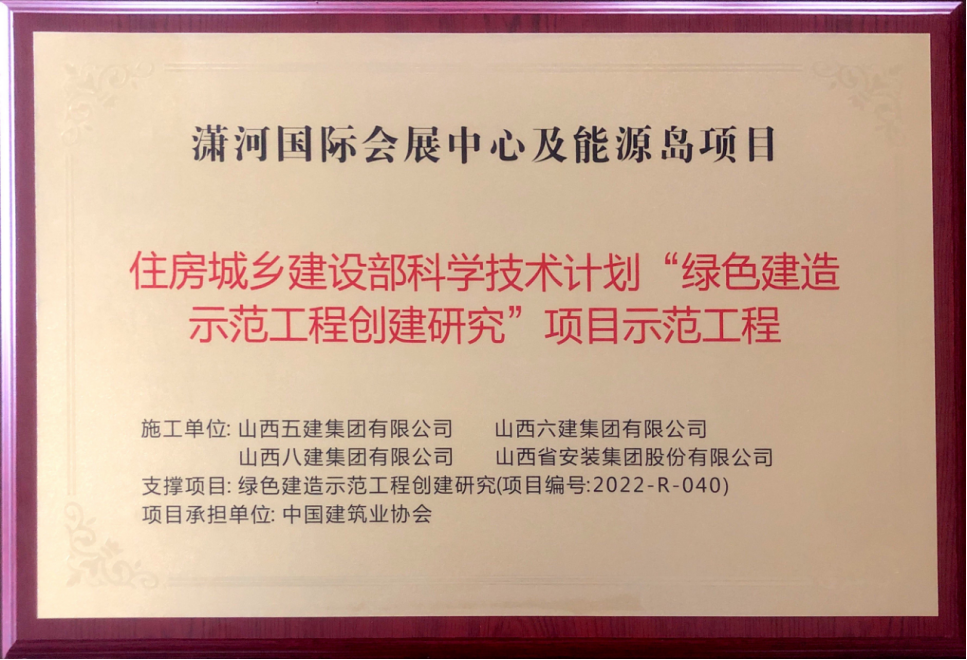 潇河国际会展中心及能源岛项目
住房城乡建设部科学技术计划“绿色建造
示范工程创建研究”项目示范工程
施工单位: 山西五建集团有限公司 山西六建集团有限公司
山西八建集团有限公司 山西省安装集团股份有限公司
支撑项目: 绿色建造示范工程创建研究(项目编号:2022-R-040)
项目承担单位: 中国建筑业协会